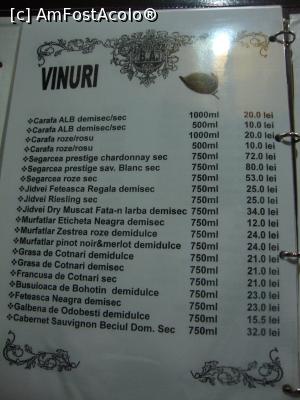 [c] AmFostAcolo®
VINURI
❖Carafa ALB demisec/sec 1000ml 20.0 lei
❖Carafa ALB demisec/sec 500ml 10.0 lei
❖Carafa roze/rosu 1000ml 20.0 lei
❖Carafa roze/rosu 500ml 10.0 lei
❖Segarcea prestige chardonnay sec 750ml 72.0 lei
❖Segarcea prestige sav. Blanc sec 750ml 80.0 lei
❖Segarcea roze sec 750ml 53.0 lei
❖Jidvei Feteasca Regala demisec 750ml 25.0 lei
❖Jidvei Riesling sec 750ml 25.0 lei
❖Jidvei Dry Muscat Fata-n Iarba demisec 750ml 34.0 lei
❖Murfatlar Eticheta Neagra demisec 750ml 12.0 lei
❖Murfatlar Zestrea roze demidulce 750ml 24.0 lei
❖Murfatlar pinot noir&merlot demidulce 750ml 24.0 lei
❖Grasa de Cotnari demidulce 750ml 21.0 lei
❖Grasa de Cotnari demisec 750ml 21.0 lei
❖Francusa de Cotnari sec 750ml 21.0 lei
❖Busuioaca de Bohotin demidulce 750ml 23.0 lei
❖Feteasca Neagra demisec 750ml 23.0 lei
❖Galbena de Odobesti demidulce 750ml 15.5 lei
❖Cabernet Sauvignon Beciul Dom. Sec 750ml 32.0 lei